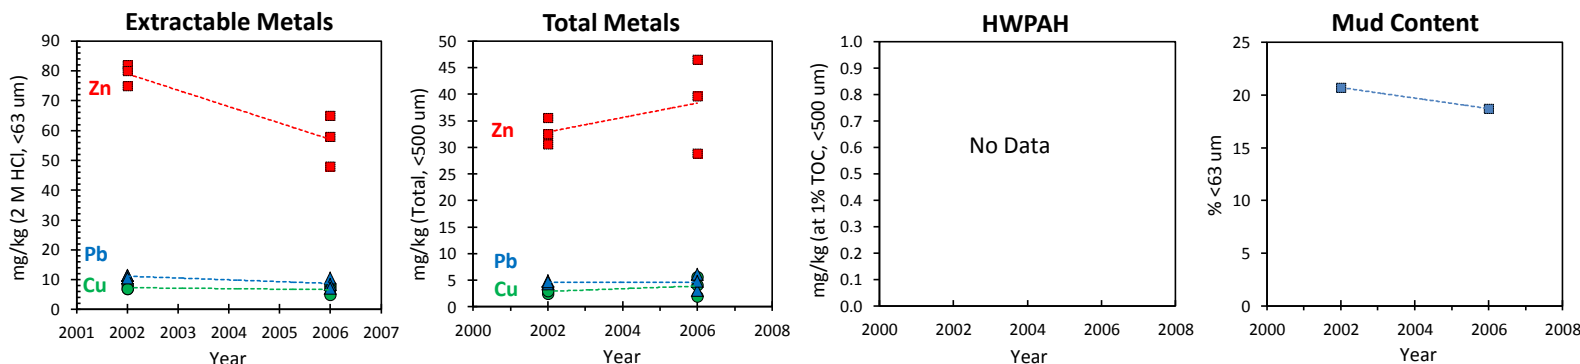 Extractable Metals
mg/kg (2 M HCl, <63 um)
90
80
70
60
50
40
30
20
10
0
Zn
Pb
Cu
2001 2002 2003 2004 2005 2006 2007
Year
Total Metals
mg/kg (Total, <500 um)
50
45
40
35
30
25
20
15
10
5
0
Zn
Pb
Cu
2000 2002 2004 2006 2008
Year
HWPAH
mg/kg (at 1% TOC, <500 um)
1.0
0.9
0.8
0.7
0.6
0.5
0.4
0.3
0.2
0.1
0.0
No Data
2000 2002 2004 2006 2008
Year
Mud Content
% <63 um
25
20
15
10
5
0
2000 2002 2004 2006 2008
Year